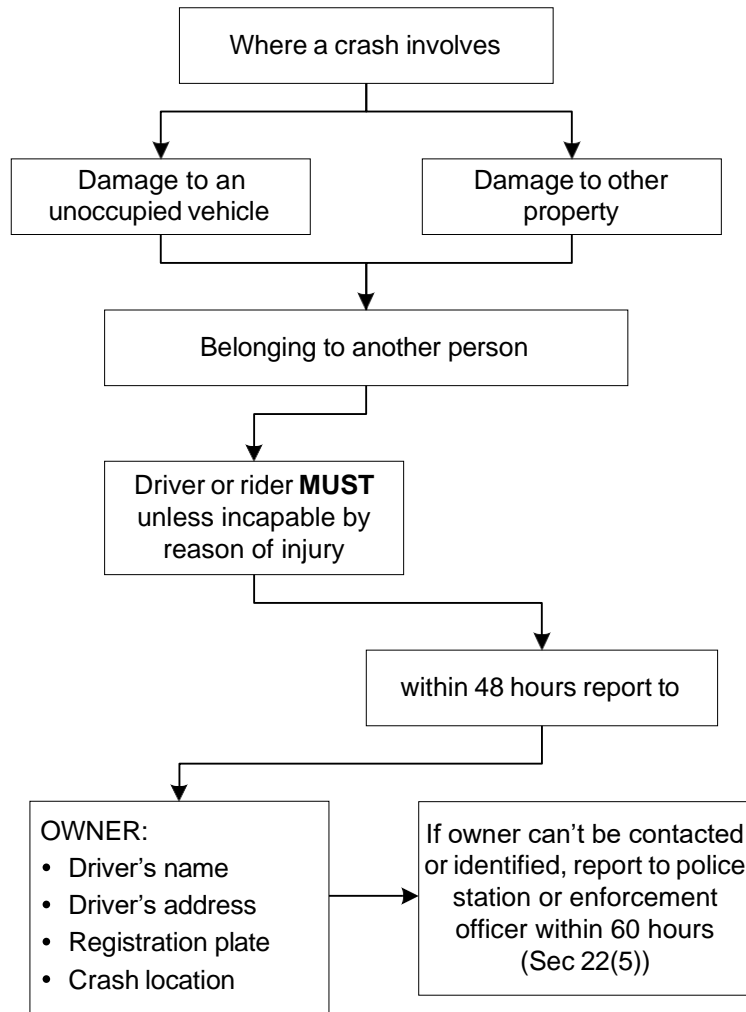 Where a crash involves
Damage to an
unoccupied vehicle
Damage to other
property
Belonging to another person
Driver or rider MUST
unless incapable by
reason of injury
within 48 hours report to
OWNER:
• Driver’s name
• Driver’s address
• Registration plate
• Crash location
If owner can’t be contacted
or identified, report to police
station or enforcement
officer within 60 hours
(Sec 22(5))